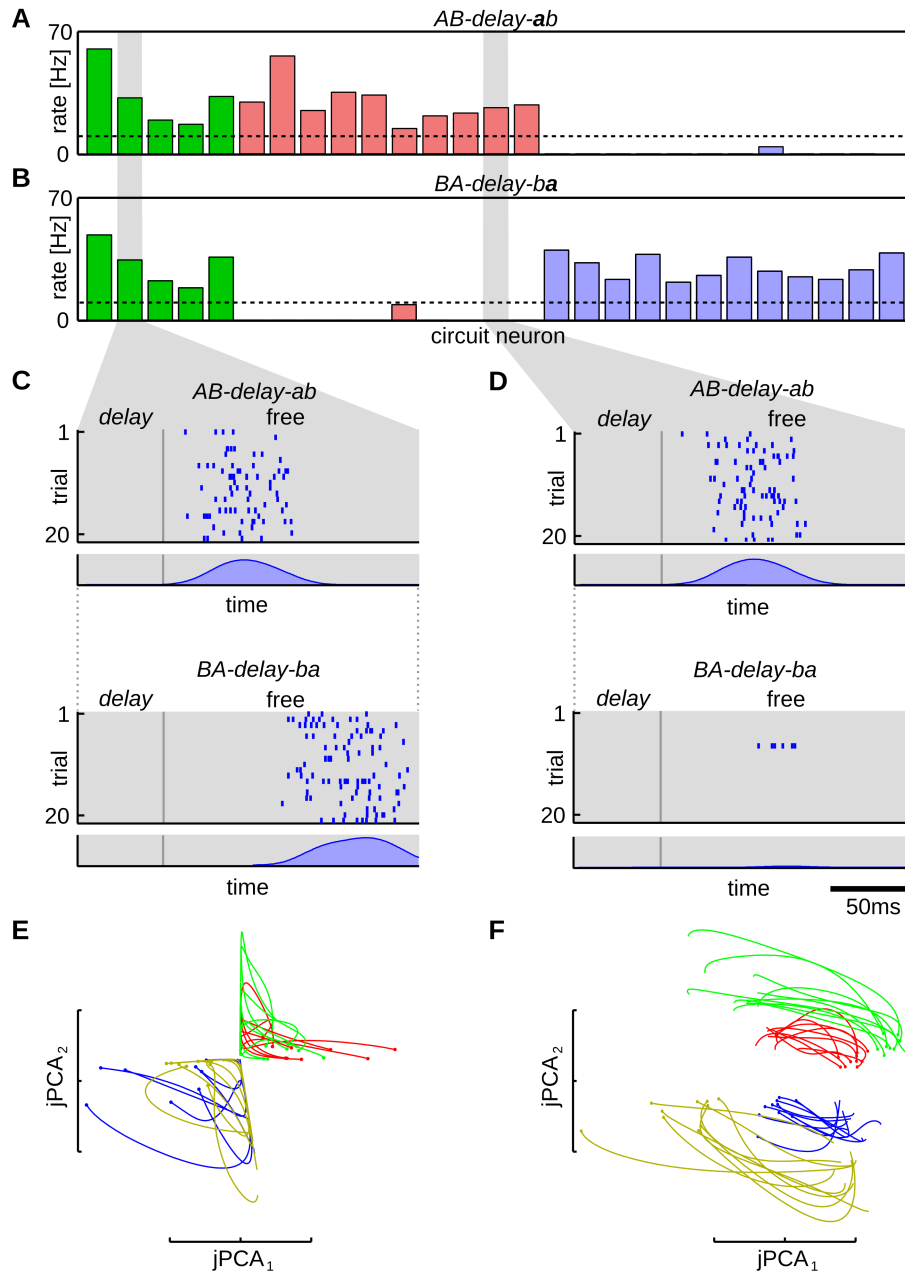 A
AB-delay-ab
70
rate [Hz]
0
B
BA-delay-ba
70
rate [Hz]
0
circuit neuron
C
AB-delay-ab
delay
free
1
trial
20
time
BA-delay-ba
delay
free
1
trial
20
time
D
AB-delay-ab
delay
free
1
trial
20
time
BA-delay-ba
delay
free
1
trial
20
time
50ms
E
jPCA2
jPCA1
F
jPCA2
jPCA1